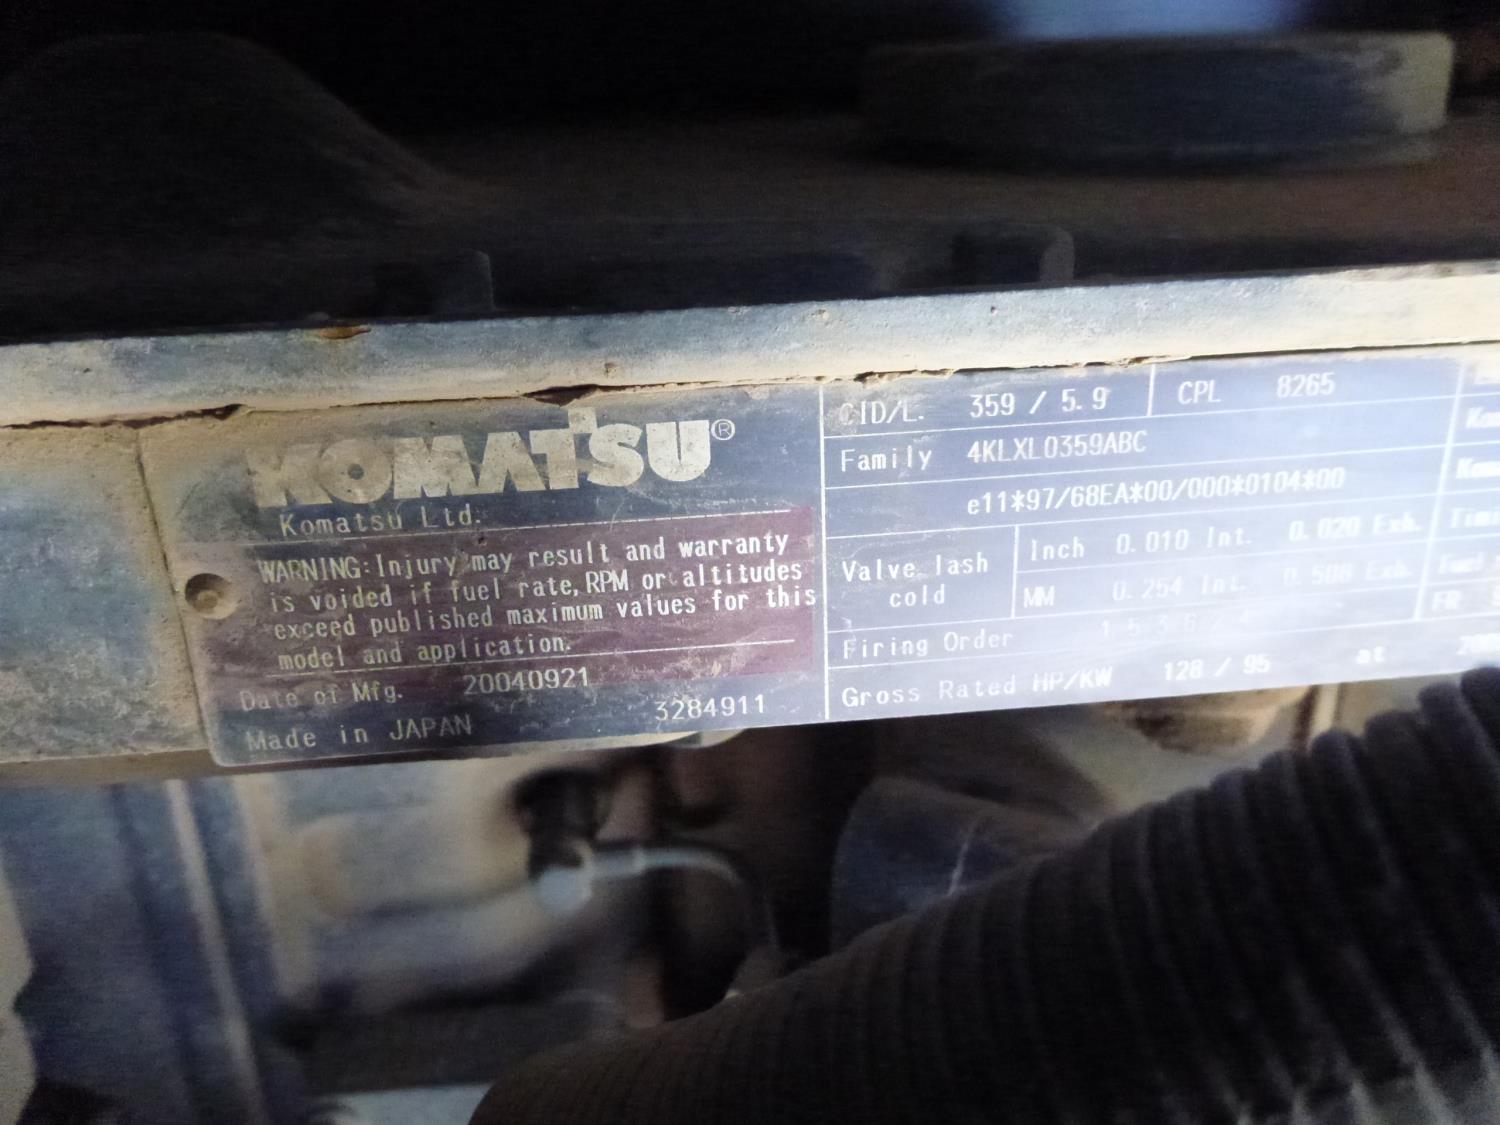 KOMATSU®
Komatsu Ltd.
WARNING: Injury may result and warranty
is voided if fuel rate, RPM or altitudes
exceed published maximum values for this
model and application.
Date of Mfg. 20040921
Made in JAPAN 3284911
CID/L. 359 / 5.9 CPL 8265
Family 4KLXL0359ABC
e11*97/68EA*00/000*0104*00
Valve lash
cold
Inch 0.010 Int. 0.020 Exh.
MM 0.254 Int. 0.508 Exh.
Firing Order 1 5 3 6
Gross Rated HP/KW 128 / 95 at
FR